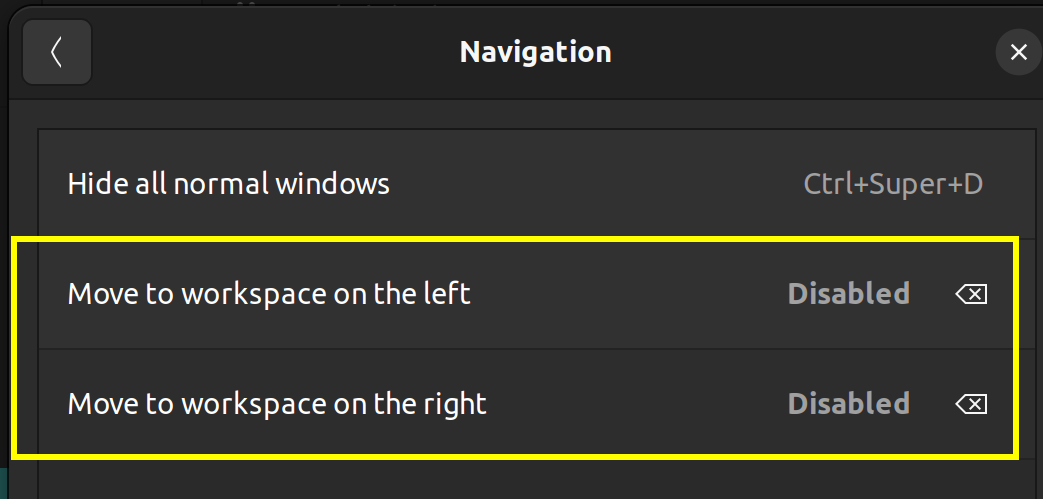 Navigation
Hide all normal windows Ctrl+Super+D
Move to workspace on the left Disabled
Move to workspace on the right Disabled